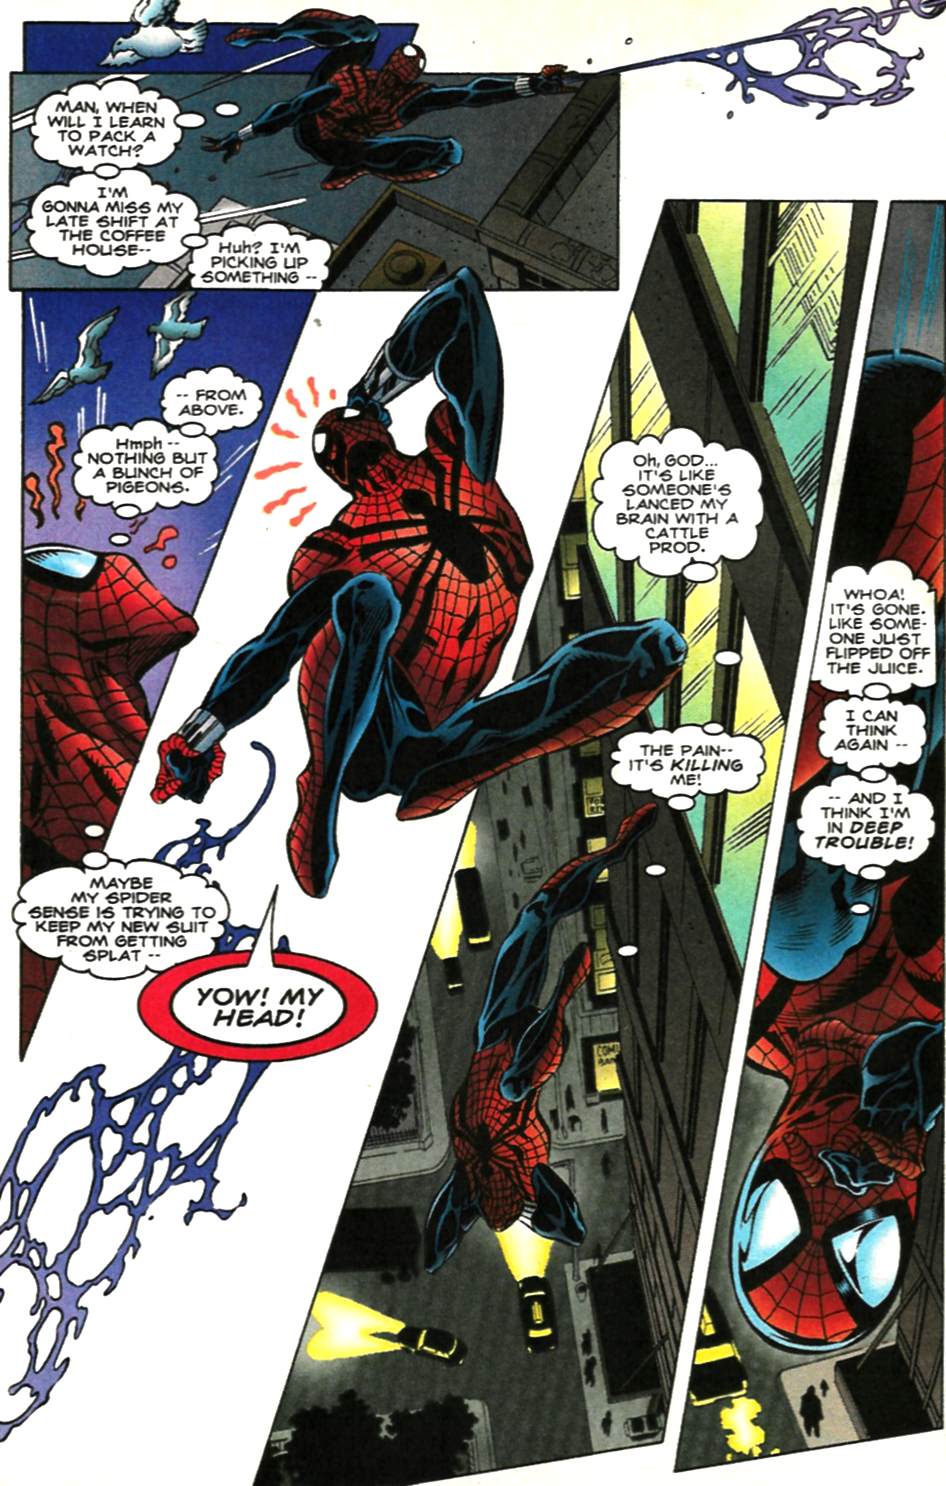 MAN, WHEN
WILL I LEARN
TO PACK A
WATCH?
I'M
GONNA MISS MY
LATE SHIFT AT
THE COFFEE
HOUSE--
Huh? I'M
PICKING UP
SOMETHING --
-- FROM
ABOVE.
Hmph --
NOTHING BUT
A BUNCH OF
PIGEONS.
MAYBE
MY SPIDER
SENSE IS TRYING TO
KEEP MY NEW SUIT
FROM GETTING
SPLAT --
YOW! MY
HEAD!
Oh, GOD...
IT'S LIKE
SOMEONE'S
LANCED MY
BRAIN WITH A
CATTLE
PROD.
THE PAIN--
IT'S KILLING
ME!
WHOA!
IT'S GONE.
LIKE SOME-
ONE JUST
FLIPPED OFF
THE JUICE.
I CAN
THINK
AGAIN --
-- AND I
THINK I'M
IN DEEP
TROUBLE!